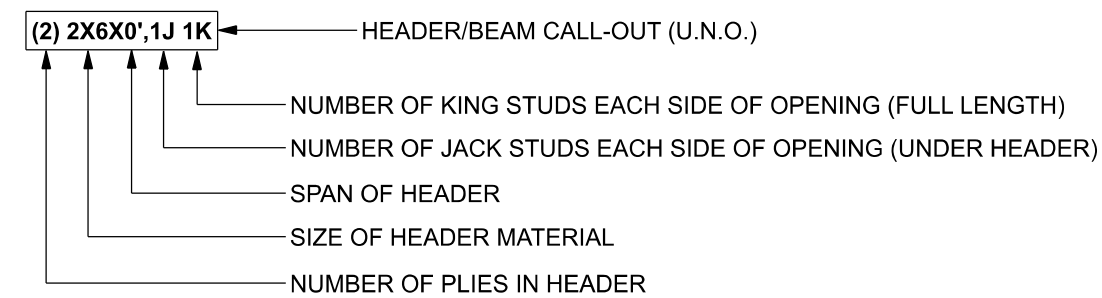 (2) 2X6X0',1J 1K HEADER/BEAM CALL-OUT (U.N.O.)
NUMBER OF KING STUDS EACH SIDE OF OPENING (FULL LENGTH)
NUMBER OF JACK STUDS EACH SIDE OF OPENING (UNDER HEADER)
SPAN OF HEADER
SIZE OF HEADER MATERIAL
NUMBER OF PLIES IN HEADER